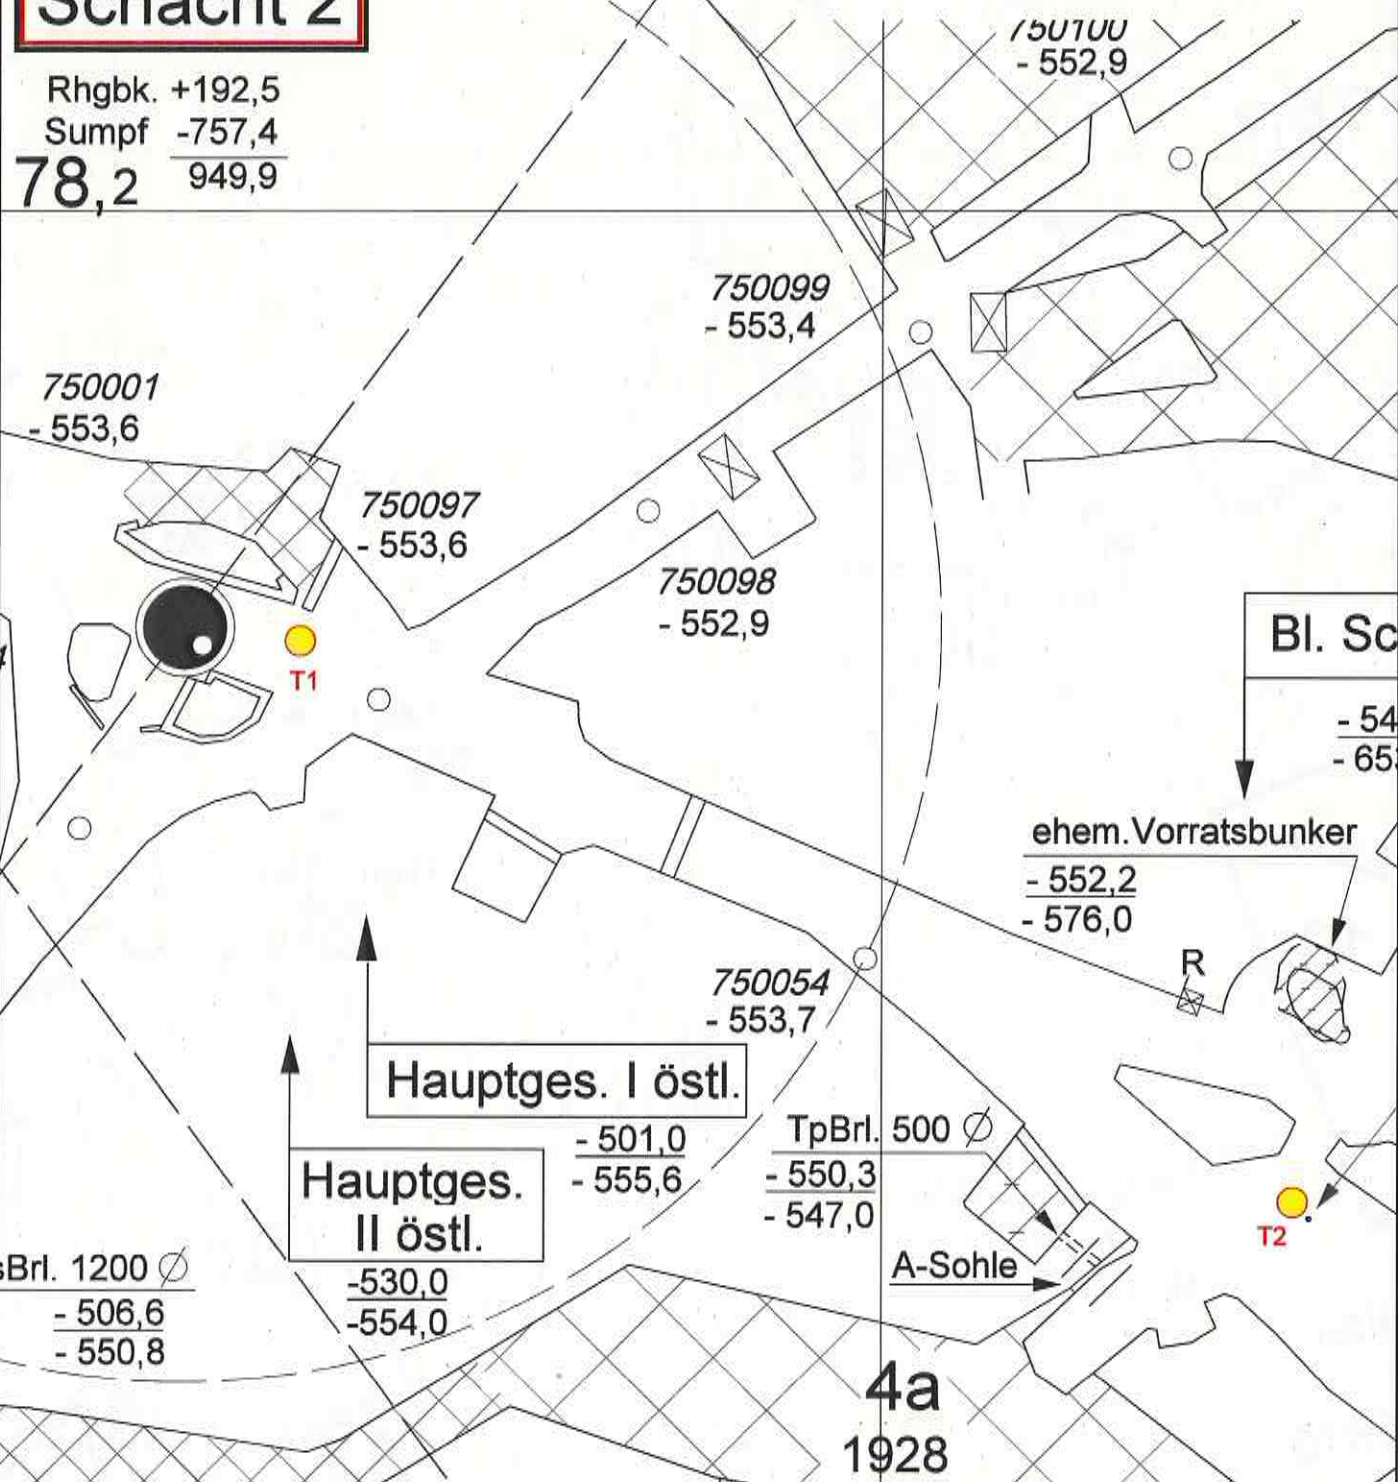 Schacht 2
Rhgbk. +192,5
Sumpf -757,4
949,9
78,2
750100
- 552,9
750099
- 553,4
750001
- 553,6
750097
- 553,6
750098
- 552,9
T1
Bl. Sc
- 54
- 65
ehem.Vorratsbunker
- 552,2
- 576,0
R
750054
- 553,7
Hauptges. I östl.
- 501,0
- 555,6
Hauptges.
II östl.
-530,0
-554,0
TpBrl. 500 ∅
- 550,3
- 547,0
A-Sohle
T2
sBrl. 1200 ∅
- 506,6
- 550,8
4a
1928